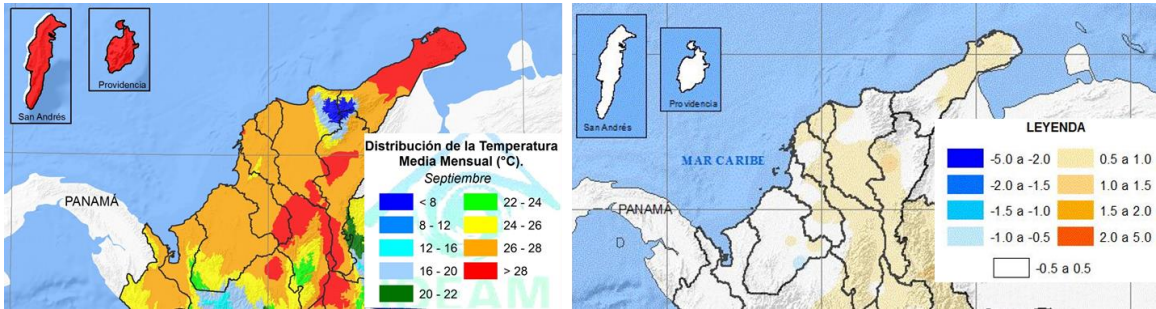 San Andrés
Providencia
PANAMÁ
Distribución de la Temperatura
Media Mensual (°C).
Septiembre
< 8
22 - 24
8 - 12
24 - 26
12 - 16
26 - 28
16 - 20
> 28
20 - 22
IDEAM
San Andrés
Providencia
MAR CARIBE
PANAMÁ
D
LEYENDA
-5.0 a -2.0
0.5 a 1.0
-2.0 a -1.5
1.0 a 1.5
-1.5 a -1.0
1.5 a 2.0
-1.0 a -0.5
2.0 a 5.0
-0.5 a 0.5